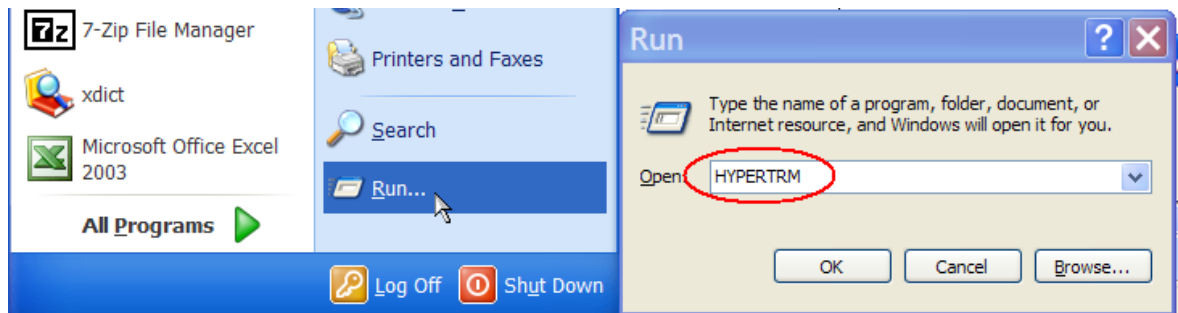 7z 7-Zip File Manager
xdict
Microsoft Office Excel
2003
All Programs
Printers and Faxes
Search
Run...
Log Off Shut Down
Run
Type the name of a program, folder, document, or
Internet resource, and Windows will open it for you.
Open: HYPERTRM
OK Cancel Browse...